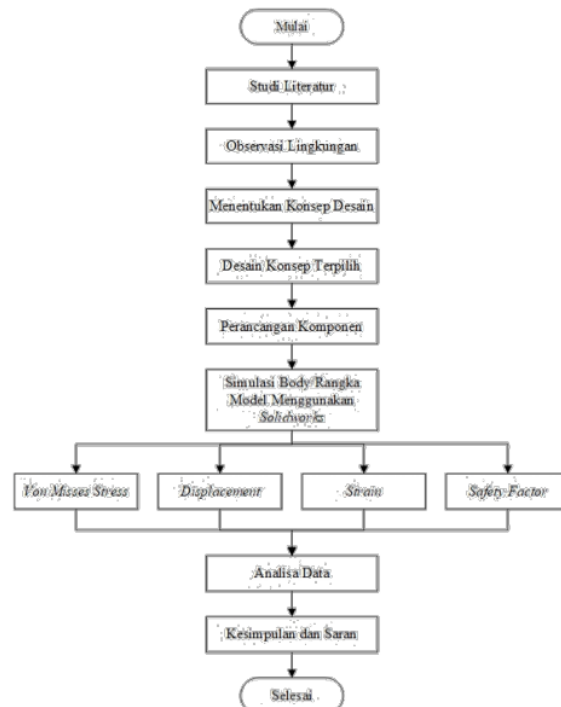 Mulai
Studi Literatur
Observasi Lingkungan
Menentukan Konsep Desain
Desain Konsep Terpilih
Perancangan Komponen
Simulasi Body Rangka
Model Menggunakan
Solidworks
Von Misses Stress
Displacement
Strain
Safety Factor
Analisa Data
Kesimpulan dan Saran
Selesai